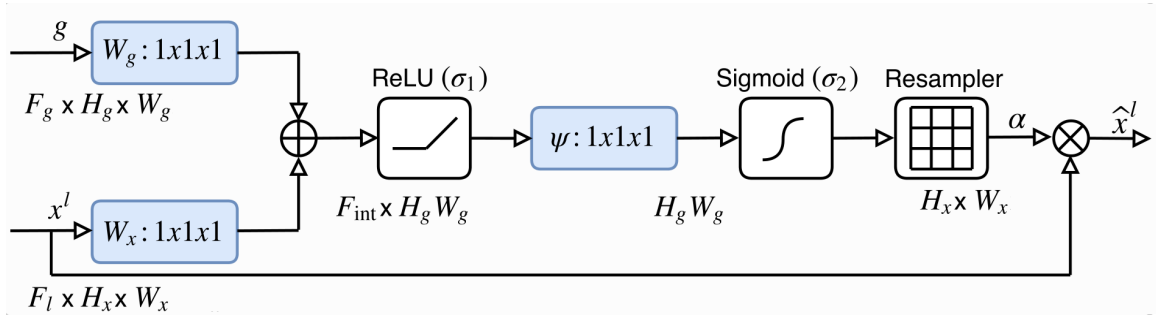 g
W_g : 1x1x1
F_g x H_g x W_g
x^l
W_x : 1x1x1
F_l x H_x x W_x
ReLU (σ_1)
F_int x H_g W_g
ψ : 1x1x1
H_g W_g
Sigmoid (σ_2)
Resampler
H_x x W_x
α
x̂^l